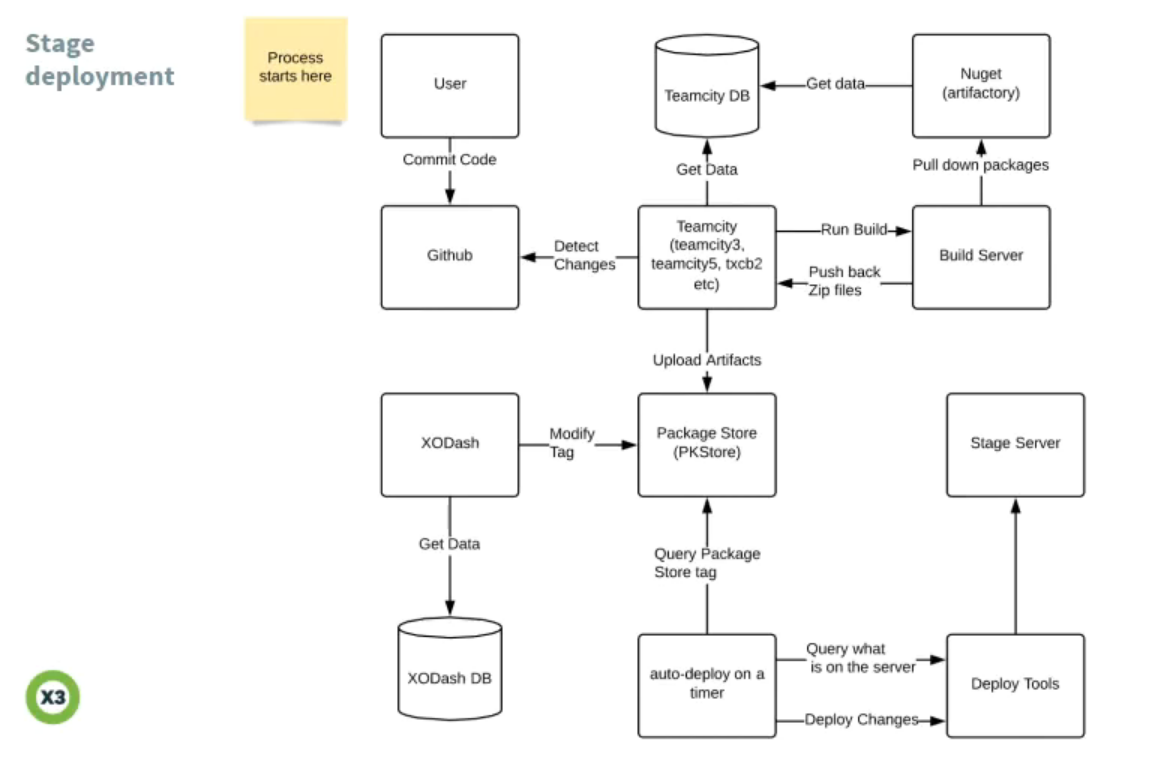 Stage
deployment
Process
starts here
User
Teamcity DB
Get data
Nuget
(artifactory)
Commit Code
Get Data
Pull down packages
Github
Detect
Changes
Teamcity
(teamcity3,
teamcity5, txcb2
etc)
Run Build
Push back
Zip files
Build Server
Upload Artifacts
XODash
Modify
Tag
Package Store
(PKStore)
Stage Server
Get Data
Query Package
Store tag
XODash DB
auto-deploy on a
timer
Query what
is on the server
Deploy Changes
Deploy Tools
X3